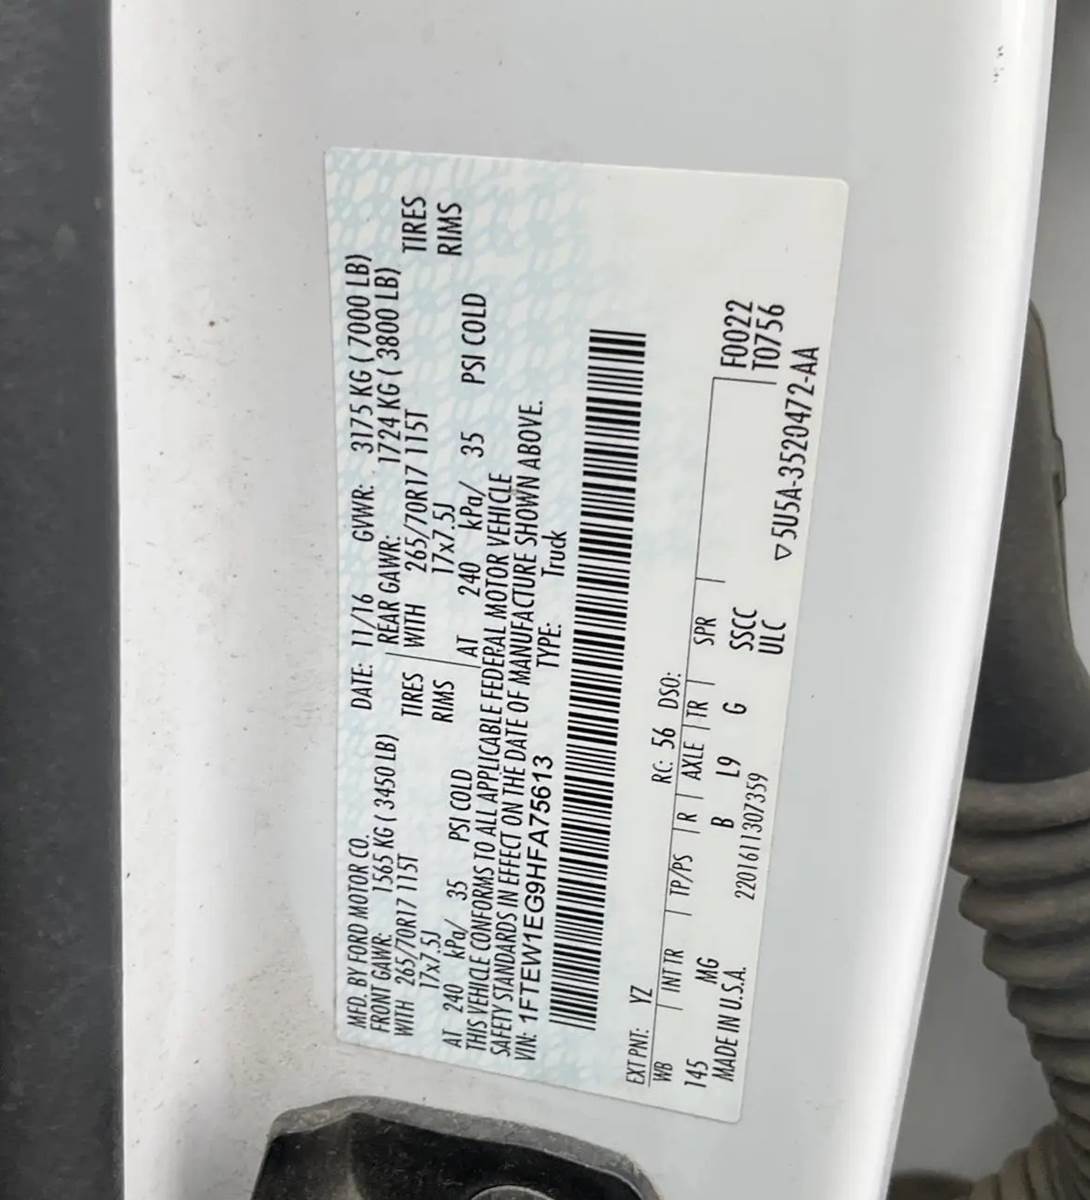 MFD. BY FORD MOTOR CO. DATE: 11/16 GVWR: 3175 KG ( 7000 LB)
FRONT GAWR: 1565 KG ( 3450 LB) REAR GAWR: 1724 KG ( 3800 LB)
WITH 265/70R17 115T TIRES WITH 265/70R17 115T TIRES
17x7.5J RIMS 17x7.5J RIMS
AT 240 kPa/ 35 PSI COLD AT 240 kPa/ 35 PSI COLD
THIS VEHICLE CONFORMS TO ALL APPLICABLE FEDERAL MOTOR VEHICLE
SAFETY STANDARDS IN EFFECT ON THE DATE OF MANUFACTURE SHOWN ABOVE.
VIN: 1FTEW1EG9HFA75613 TYPE: Truck
EXT PNT: YZ RC: 56 DSO:
WB INT TR TP/PS R AXLE TR SPR F0022
145 MG B L9 G SSCC T0756
MADE IN U.S.A. 2201611307359 ULC ▽5U5A-3520472-AA